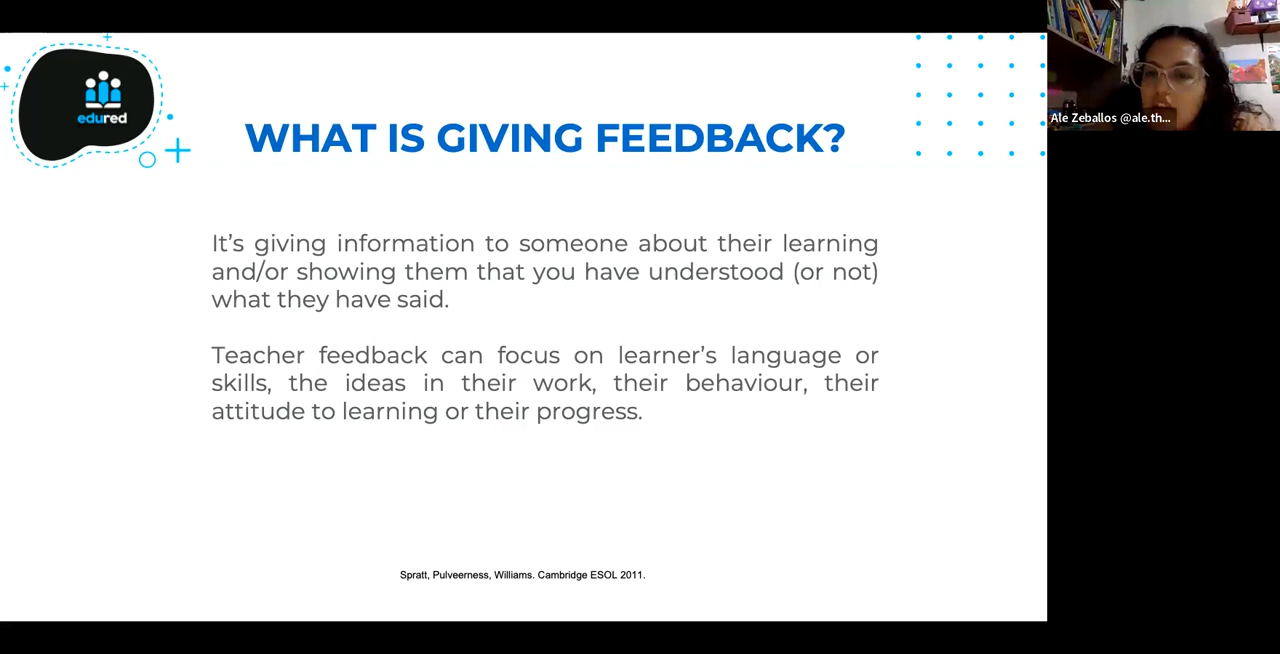 edured
WHAT IS GIVING FEEDBACK?
Ale Zeballos @ale.th...
It’s giving information to someone about their learning
and/or showing them that you have understood (or not)
what they have said.
Teacher feedback can focus on learner’s language or
skills, the ideas in their work, their behaviour, their
attitude to learning or their progress.
Spratt, Pulveerness, Williams. Cambridge ESOL 2011.